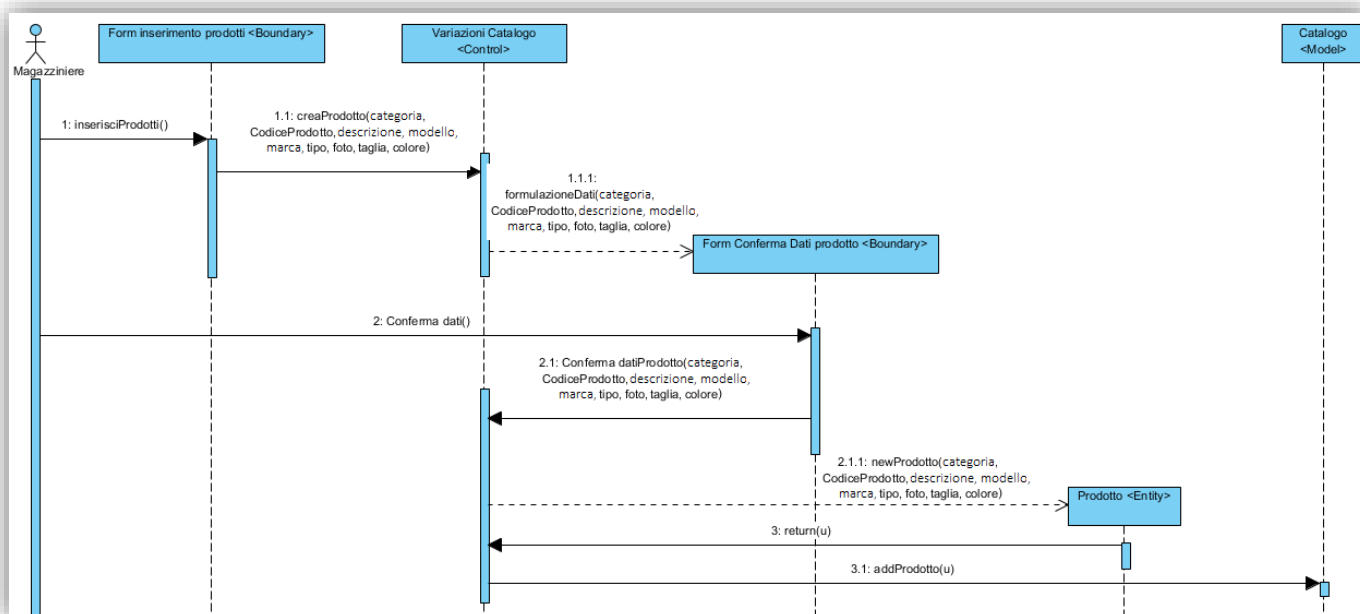 Form inserimento prodotti <Boundary>
Variazioni Catalogo
<Control>
Catalogo
<Model>
Magazziniere
1: inserisciProdotti()
1.1: creaProdotto(categoria,
CodiceProdotto, descrizione, modello,
marca, tipo, foto, taglia, colore)
1.1.1:
formulazioneDati(categoria,
CodiceProdotto, descrizione, modello,
marca, tipo, foto, taglia, colore)
Form Conferma Dati prodotto <Boundary>
2: Conferma dati()
2.1: Conferma datiProdotto(categoria,
CodiceProdotto, descrizione, modello,
marca, tipo, foto, taglia, colore)
2.1.1: newProdotto(categoria,
CodiceProdotto, descrizione, modello,
marca, tipo, foto, taglia, colore)
Prodotto <Entity>
3: return(u)
3.1: addProdotto(u)